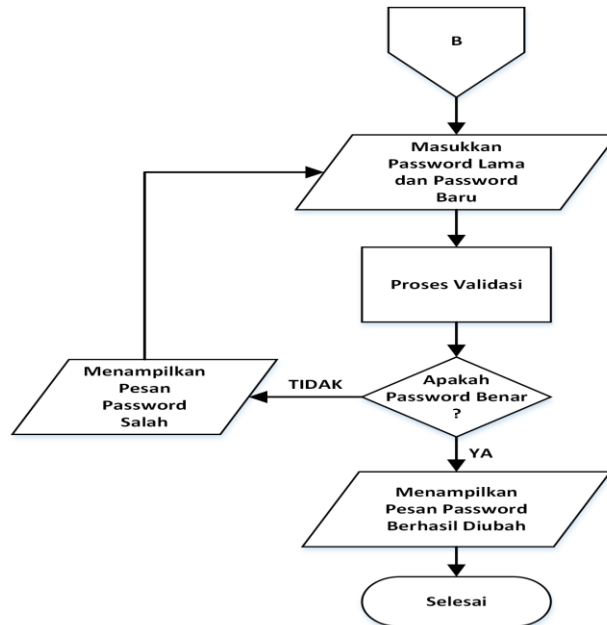 B
Masukkan
Password Lama
dan Password
Baru
Proses Validasi
Apakah
Password Benar
?
TIDAK
Menampilkan
Pesan
Password
Salah
YA
Menampilkan
Pesan Password
Berhasil Diubah
Selesai